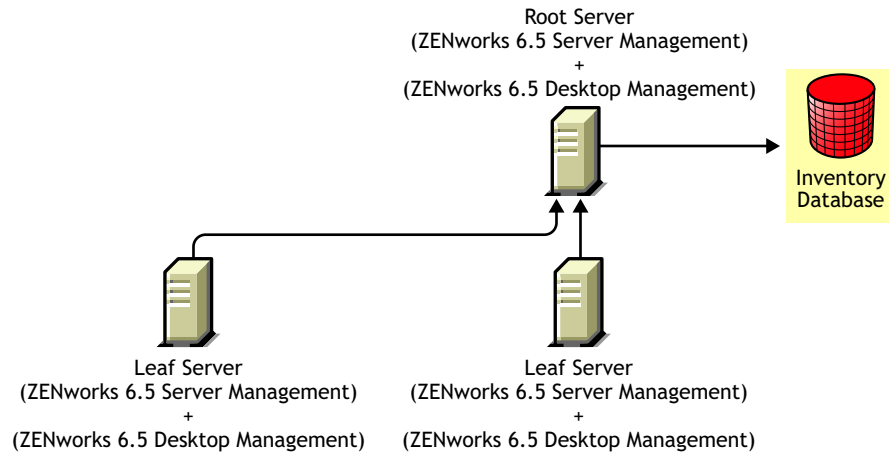 Root Server
(ZENworks 6.5 Server Management)
+
(ZENworks 6.5 Desktop Management)
Inventory
Database
Leaf Server
(ZENworks 6.5 Server Management)
+
(ZENworks 6.5 Desktop Management)
Leaf Server
(ZENworks 6.5 Server Management)
+
(ZENworks 6.5 Desktop Management)